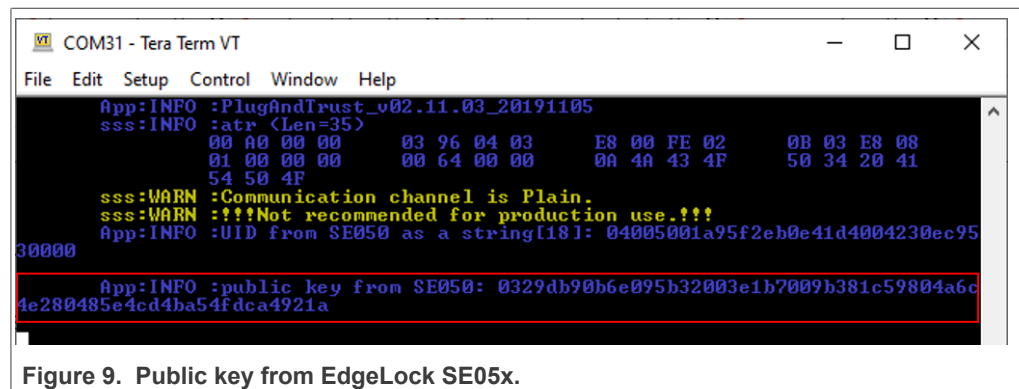 COM31 - Tera Term VT
File Edit Setup Control Window Help
App:INFO :PlugAndTrust_v02.11.03_20191105
sss:INFO :atr (Len=35)
00 A0 00 00 03 96 04 03 E8 00 FE 02 0B 03 E8 08
01 00 00 00 00 64 00 00 0A 4A 43 4F 50 34 20 41
54 50 4F
sss:WARN :Communication channel is Plain.
sss:WARN :!!!Not recommended for production use.!!!
App:INFO :UID from SE050 as a string[18]: 04005001a95f2eb0e41d4004230ec95
30000
App:INFO :public key from SE050: 0329db90b6e095b32003e1b7009b381c59804a6c
4e280485e4cd4ba54fdca4921a
Figure 9. Public key from EdgeLock SE05x.